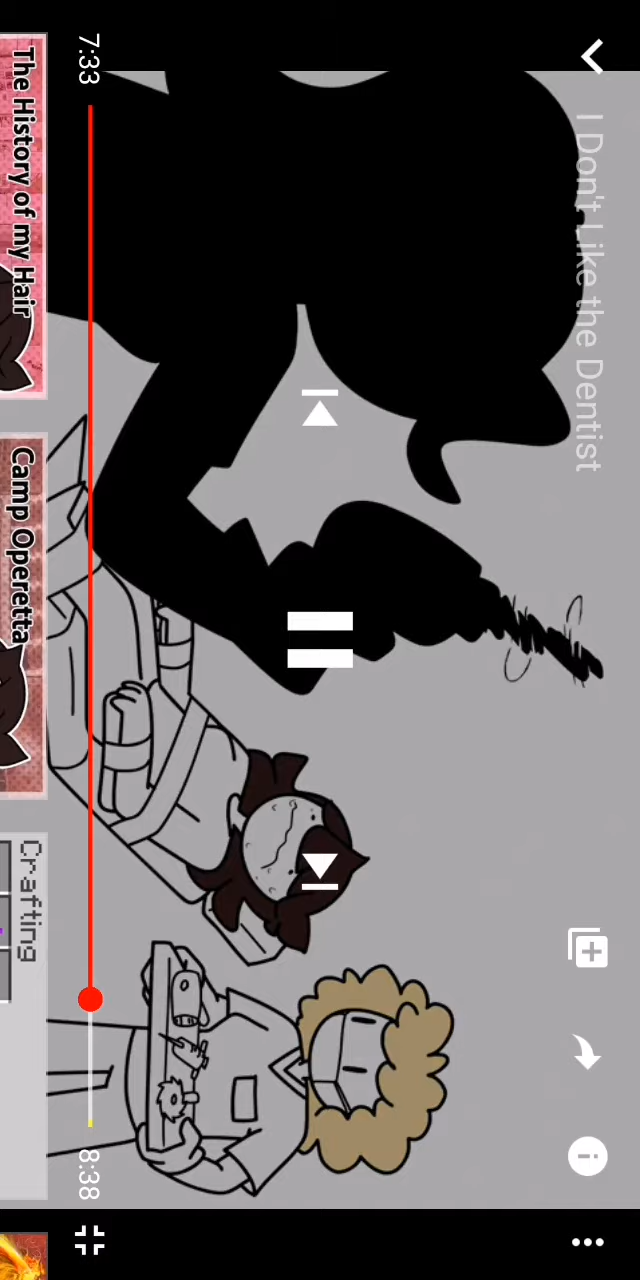 I Don't Like the Dentist
7:33
8:38
The History of my Hair
Camp Operetta
Crafting